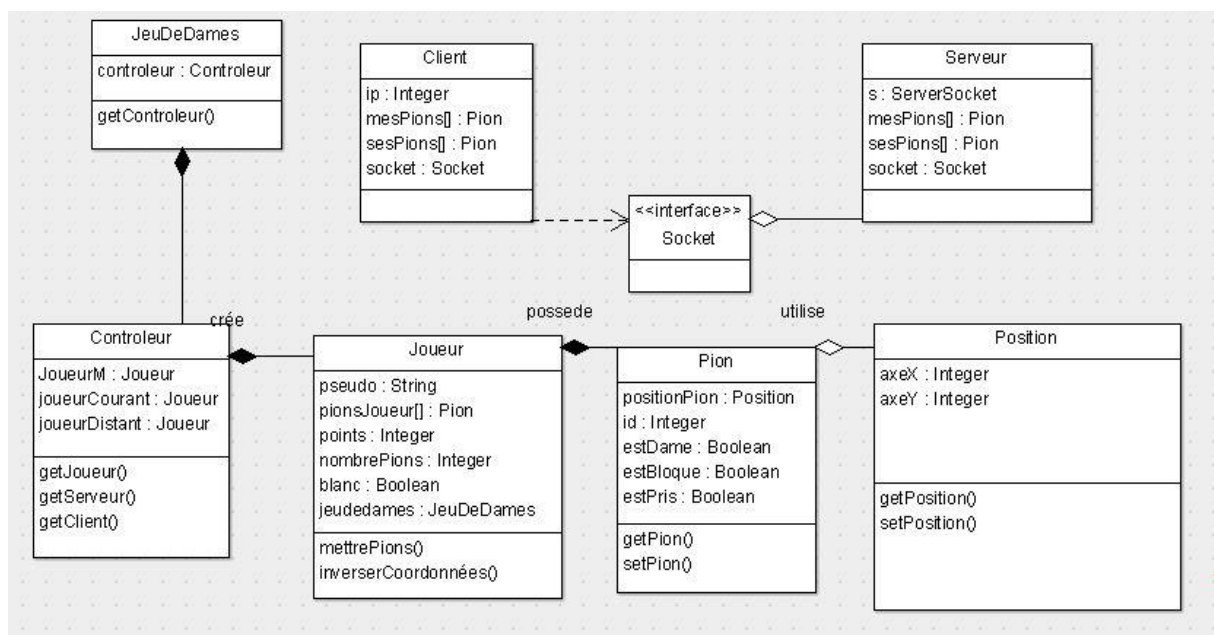 JeuDeDames
controleur : Controleur
getControleur()
Client
ip : Integer
mesPions[] : Pion
sesPions[] : Pion
socket : Socket
Serveur
s : ServerSocket
mesPions[] : Pion
sesPions[] : Pion
socket : Socket
<<interface>>
Socket
crée
possede
utilise
Controleur
JoueurM : Joueur
joueurCourant : Joueur
joueurDistant : Joueur
getJoueur()
getServeur()
getClient()
Joueur
pseudo : String
pionsJoueur[] : Pion
points : Integer
nombrePions : Integer
blanc : Boolean
jeudedames : JeuDeDames
mettrePions()
inverserCoordonnées()
Pion
positionPion : Position
id : Integer
estDame : Boolean
estBloque : Boolean
estPris : Boolean
getPion()
setPion()
Position
axeX : Integer
axeY : Integer
getPosition()
setPosition()